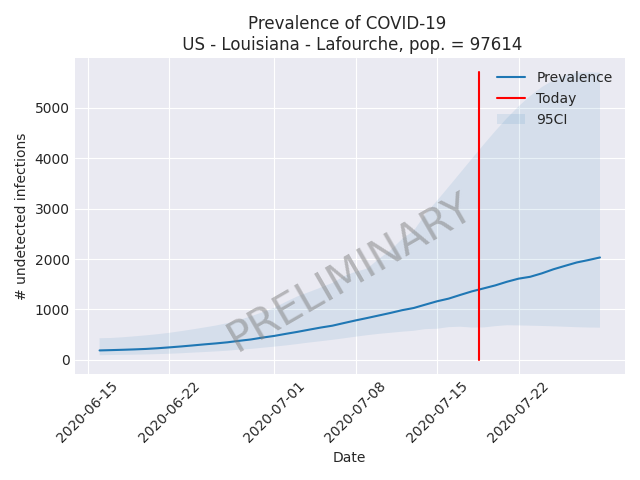 Prevalence of COVID-19
US - Louisiana - Lafourche, pop. = 97614
Prevalence
Today
95CI
5000
4000
3000
2000
1000
0
# undetected infections
PRELIMINARY
2020-06-15
2020-06-22
2020-07-01
2020-07-08
2020-07-15
2020-07-22
Date